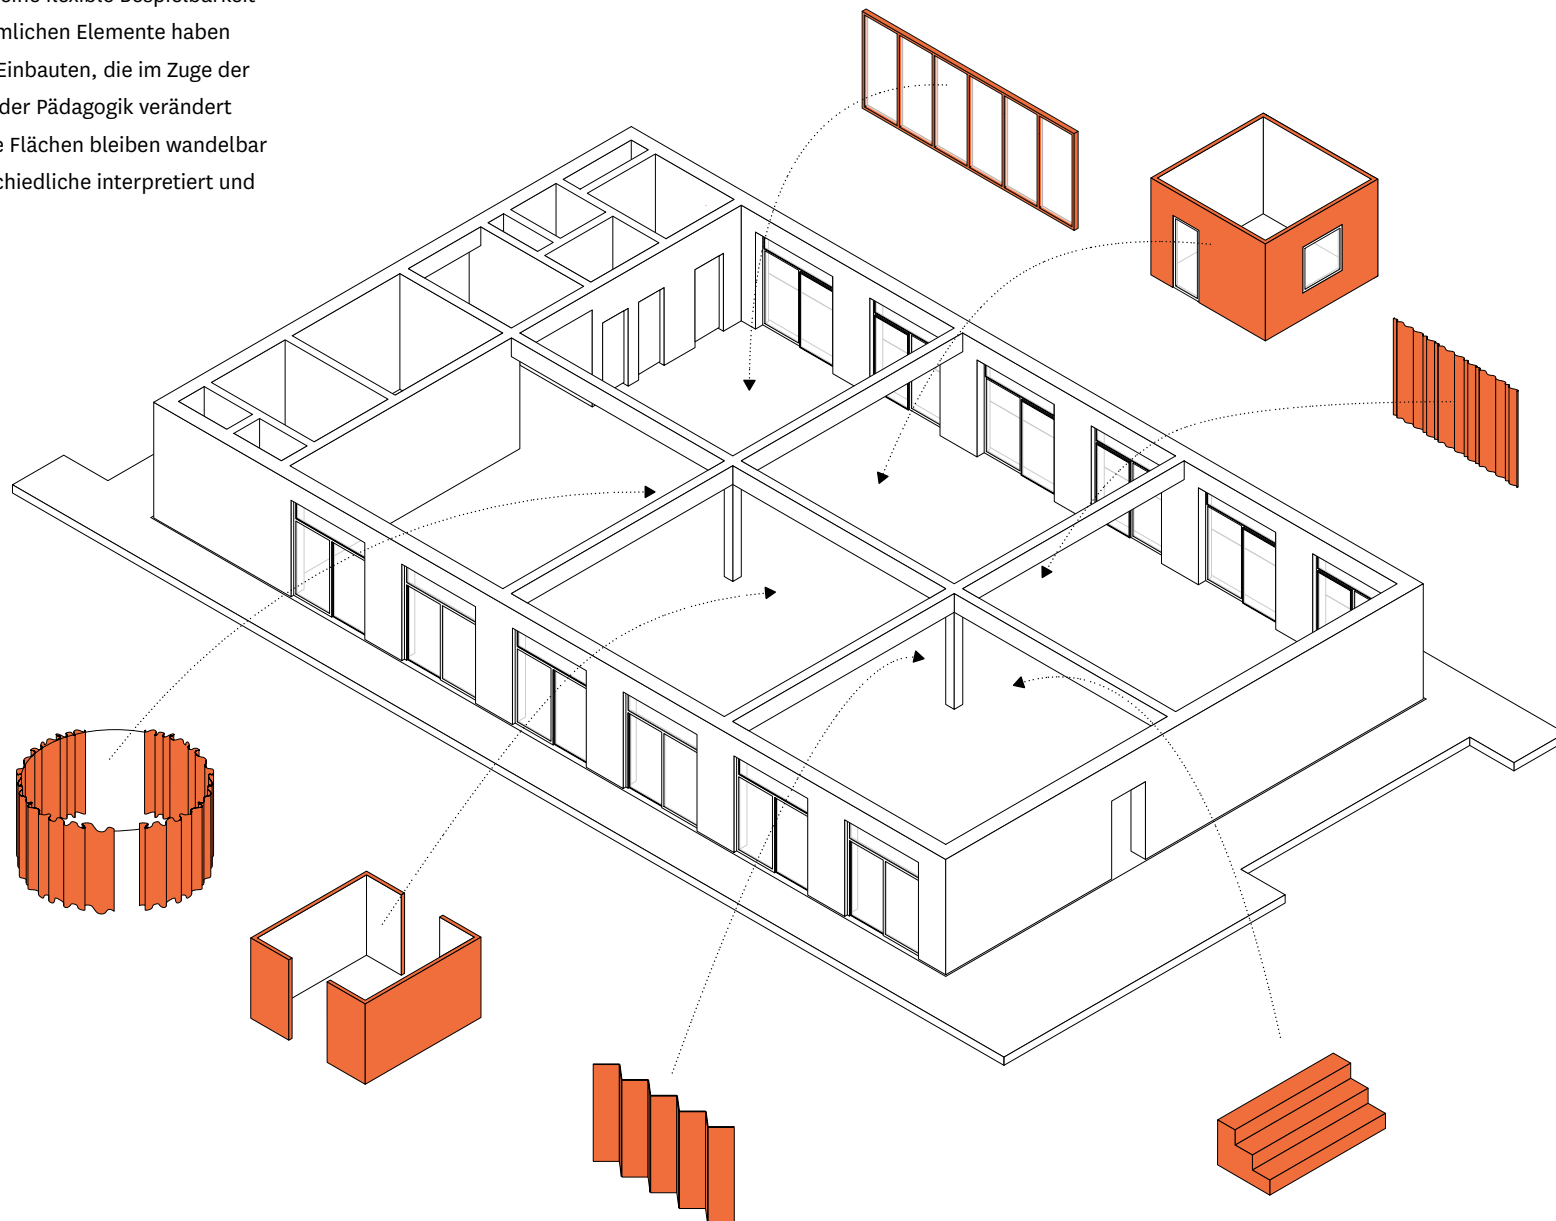 mlichen Elemente haben
Einbauten, die im Zuge der
der Pädagogik verändert
e Flächen bleiben wandelbar
chiedliche interpretiert und